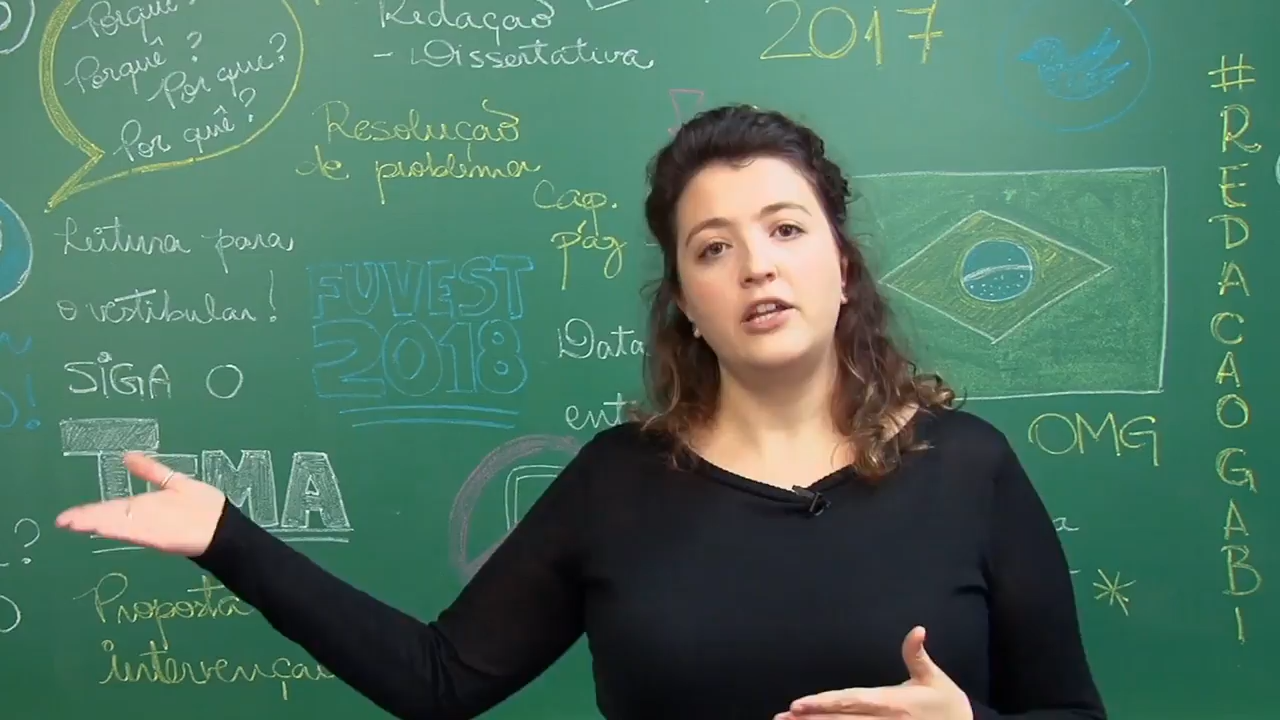 Porquê?
Porquê?
Por que?
Por quê?
Redação
- Dissertativa
2017
Resolução
de problema
Cap.
pág
Leitura para
o vestibular!
FUVEST
2018
SIGA O
TEMA
Data
OMG
Proposta
intervenção
#REDACAOGABI